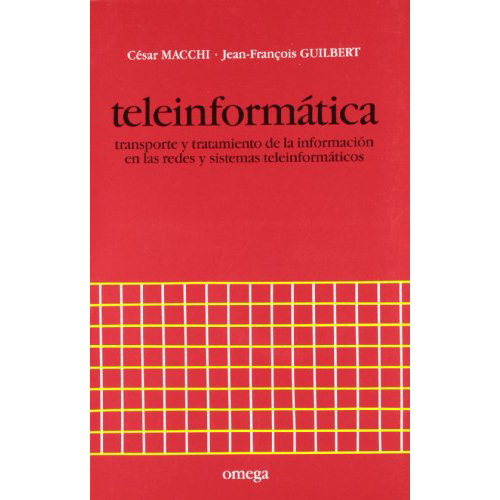 César MACCHI · Jean-François GUILBERT
teleinformática
transporte y tratamiento de la información
en las redes y sistemas teleinformáticos
omega